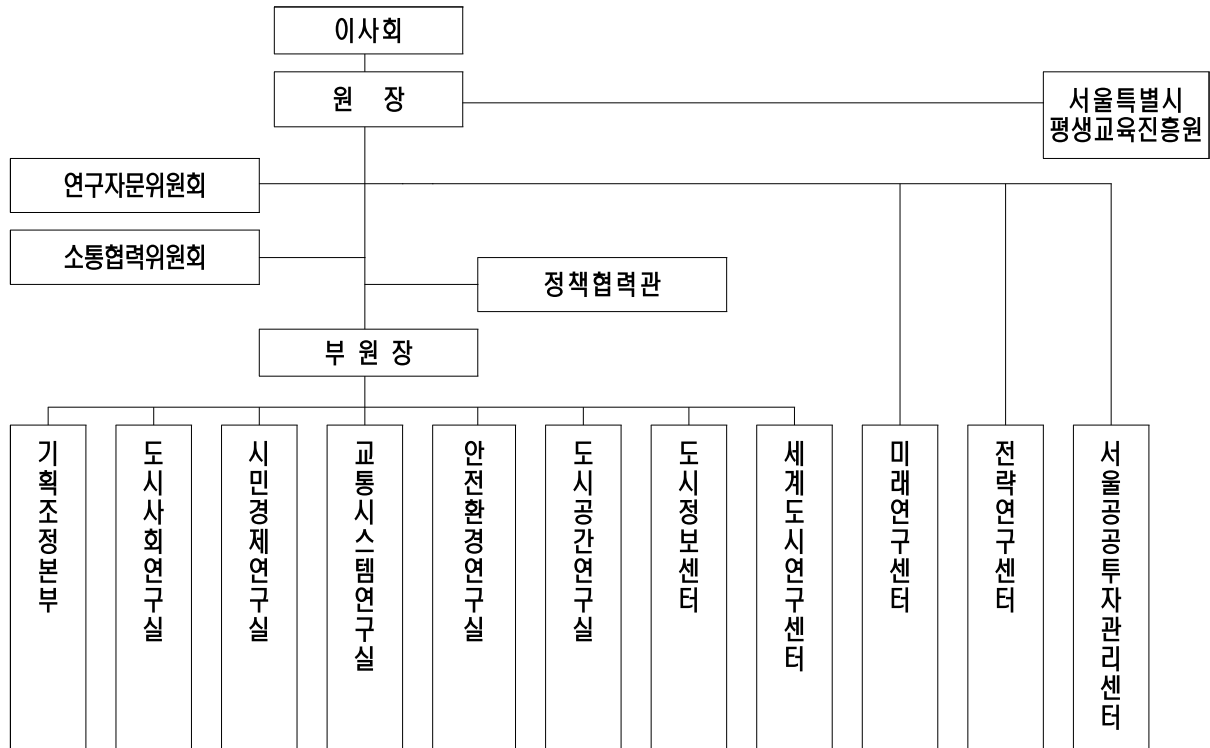 이사회
원 장
서울특별시
평생교육진흥원
연구자문위원회
소통협력위원회
정책협력관
부 원 장
기획조정본부
도시사회연구실
시민경제연구실
교통시스템연구실
안전환경연구실
도시공간연구실
도시정보센터
세계도시연구센터
미래연구센터
전략연구센터
서울공공투자관리센터